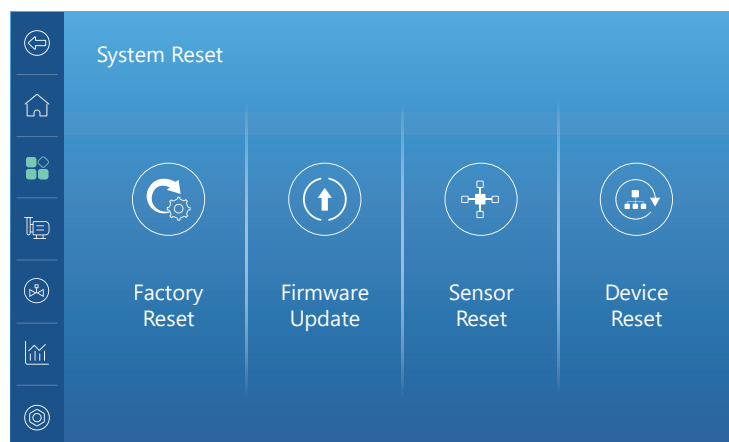 System Reset
Factory
Reset
Firmware
Update
Sensor
Reset
Device
Reset